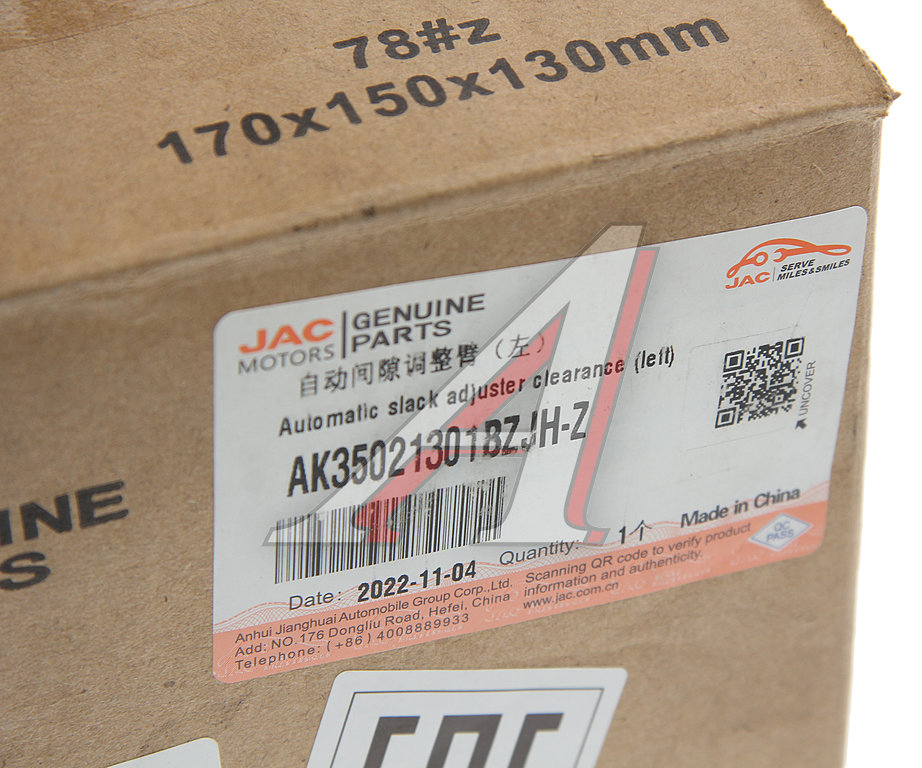 78#z
170x150x130mm
JAC MOTORS GENUINE PARTS
SERVE MILES&SMILES
JAC
自动间隙调整臂（左）
Automatic slack adjuster clearance (left)
AK35021301BZJH-Z
UNCOVER
Date: 2022-11-04
Quantity: 1个
Made in China
QC PASS
Anhui Jianghuai Automobile Group Corp.,Ltd.
Add: NO.176 Dongliu Road, Hefei, China
Telephone: (+86) 4008889933
Scanning QR code to verify product
information and authenticity.
www.jac.com.cn
INE
S